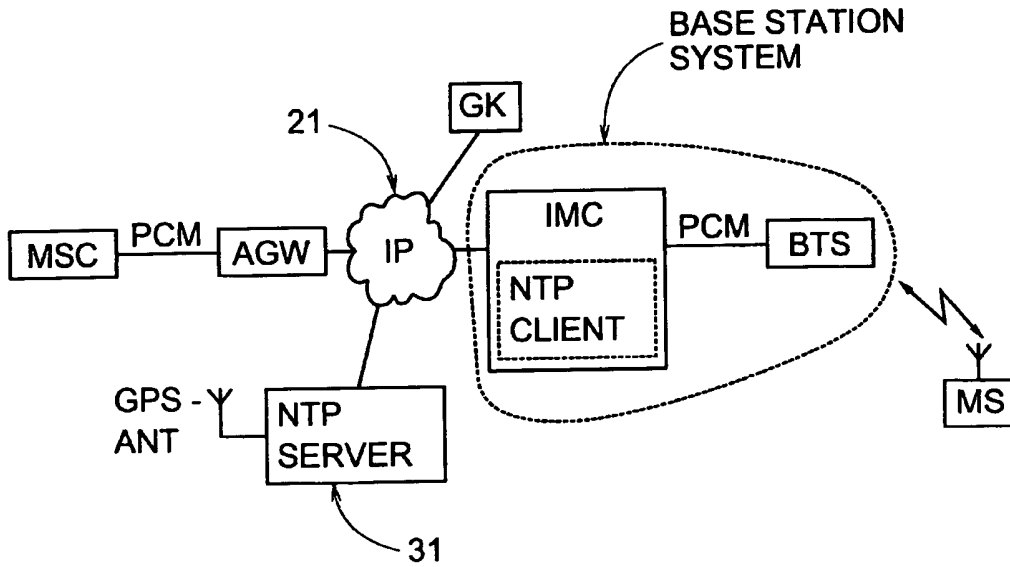 BASE STATION
SYSTEM
GK
21
IMC
PCM
BTS
MSC
PCM
AGW
IP
NTP
CLIENT
GPS -
ANT
NTP
SERVER
MS
31